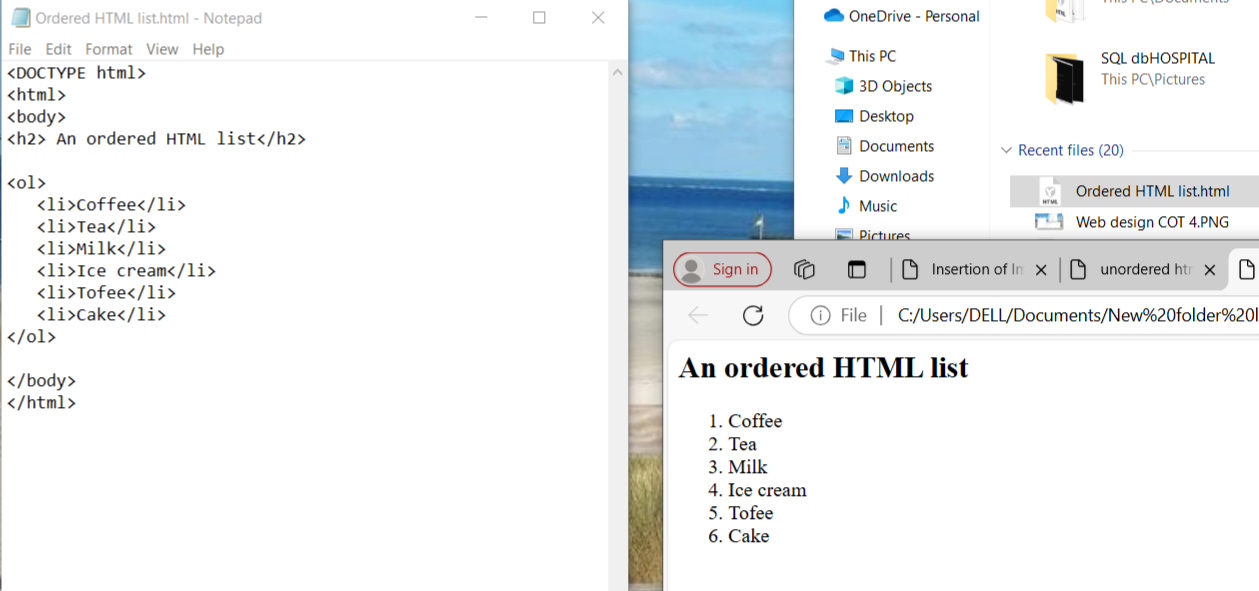 Ordered HTML list.html - Notepad
File Edit Format View Help
<DOCTYPE html>
<html>
<body>
<h2> An ordered HTML list</h2>
<ol>
<li>Coffee</li>
<li>Tea</li>
<li>Milk</li>
<li>Ice cream</li>
<li>Tofee</li>
<li>Cake</li>
</ol>
</body>
</html>
OneDrive - Personal
This PC
3D Objects
Desktop
Documents
Downloads
Music
Pictures
This PC\Documents
SQL dbHOSPITAL
This PC\Pictures
Recent files (20)
HTML
Ordered HTML list.html
Web design COT 4.PNG
Sign in
Insertion of
unordered
File
C:/Users/DELL/Documents/New%20folder%20
An ordered HTML list
1. Coffee
2. Tea
3. Milk
4. Ice cream
5. Tofee
6. Cake